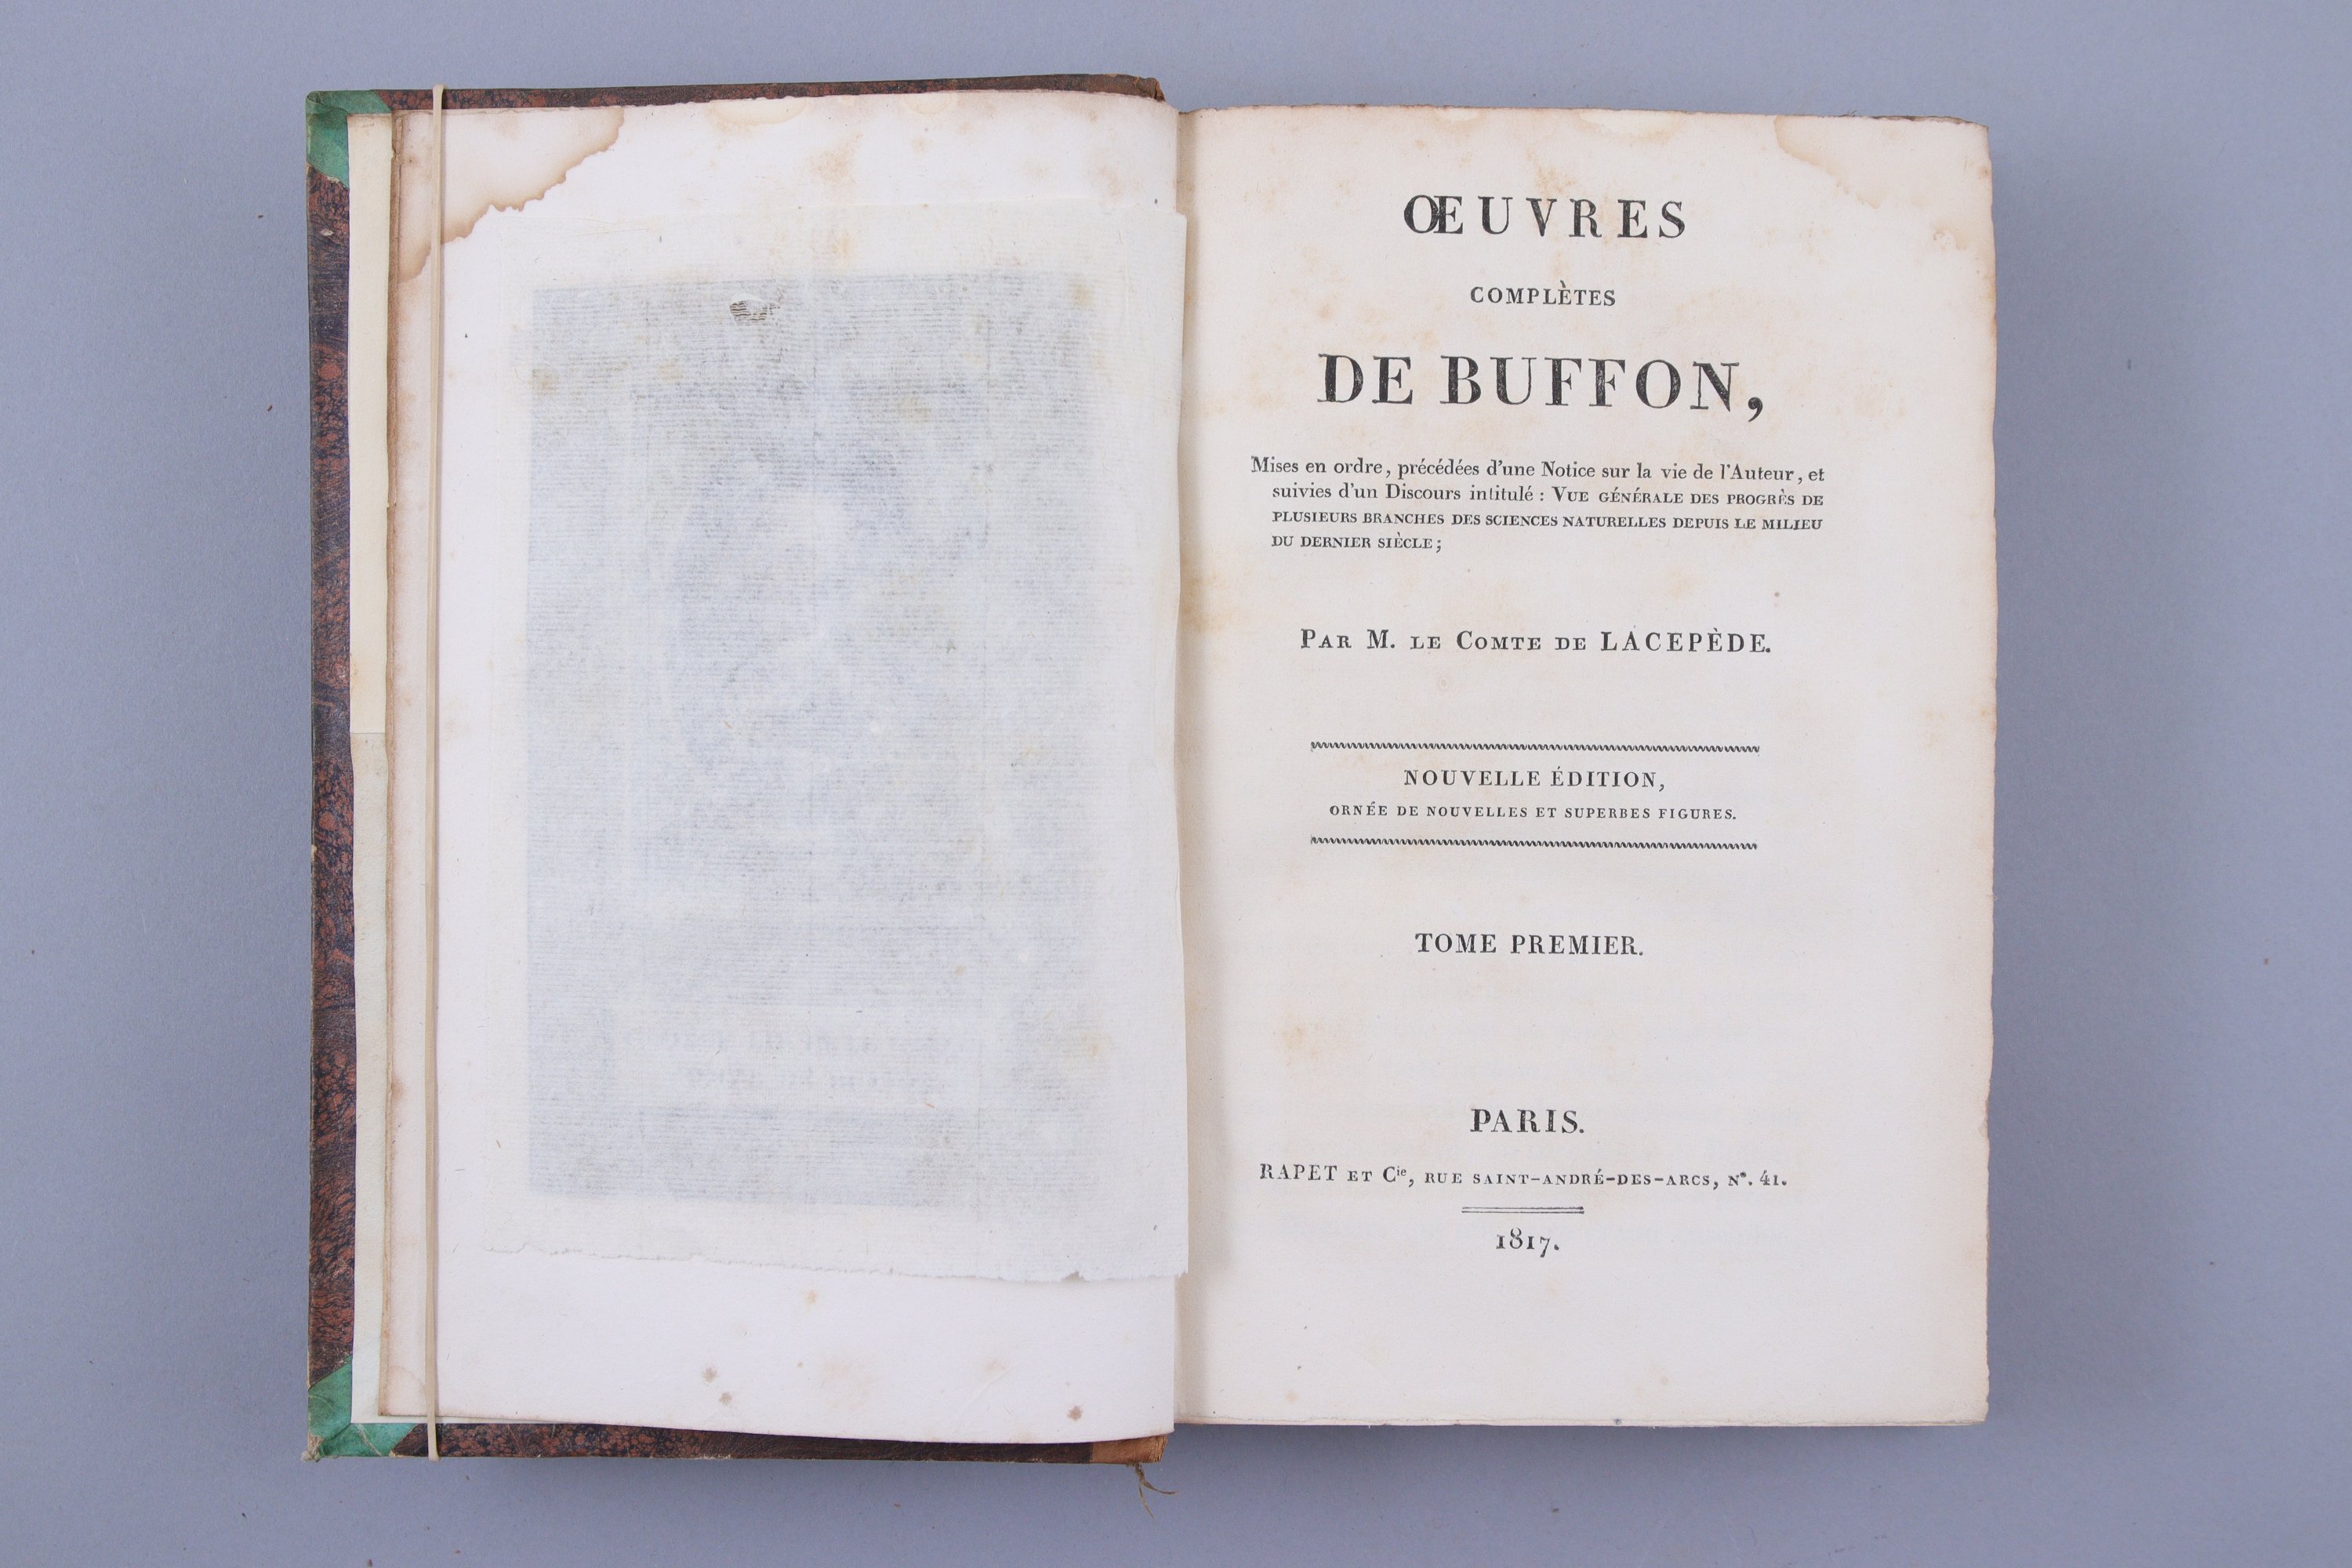 ŒUVRES
COMPLÈTES
DE BUFFON,
Mises en ordre, précédées d'une Notice sur la vie de l'Auteur, et
suivies d'un Discours intitulé : VUE GÉNÉRALE DES PROGRÈS DE
PLUSIEURS BRANCHES DES SCIENCES NATURELLES DEPUIS LE MILIEU
DU DERNIER SIÈCLE ;
PAR M. LE COMTE DE LACEPÈDE.
NOUVELLE ÉDITION,
ORNÉE DE NOUVELLES ET SUPERBES FIGURES.
TOME PREMIER.
PARIS.
RAPET ET Cie, RUE SAINT-ANDRÉ-DES-ARCS, N°. 41.
1817.